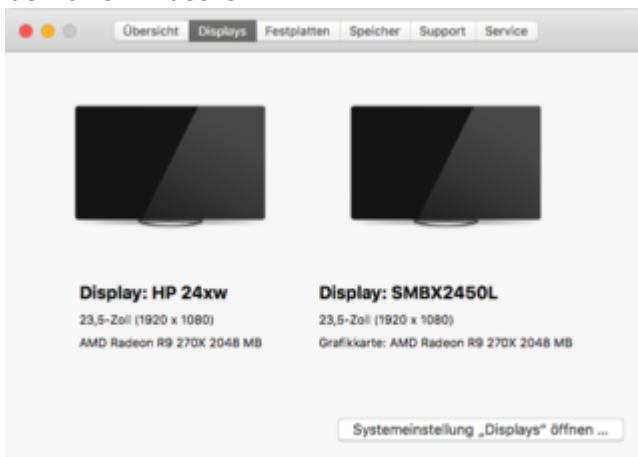 Übersicht Displays Festplatten Speicher Support Service
Display: HP 24xw
23,5-Zoll (1920 x 1080)
AMD Radeon R9 270X 2048 MB
Display: SMBX2450L
23,5-Zoll (1920 x 1080)
Grafikkarte: AMD Radeon R9 270X 2048 MB
Systemeinstellung „Displays“ öffnen ...